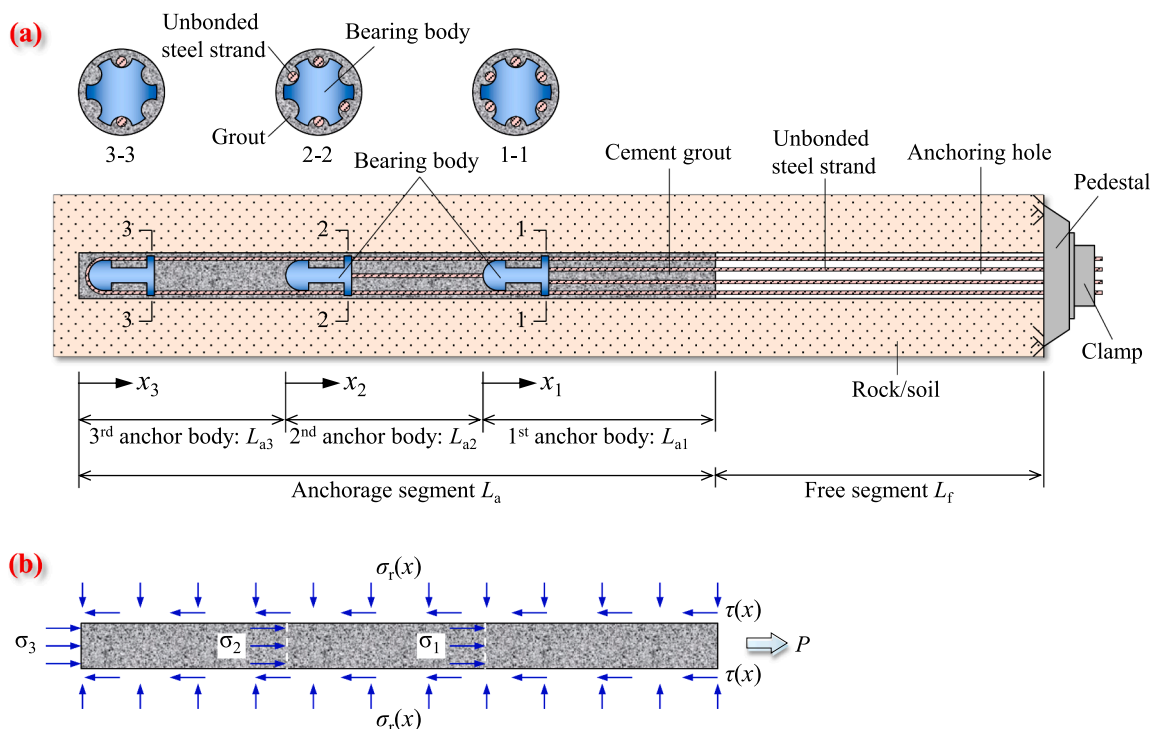 (a)
Unbonded
steel strand
Bearing body
Grout
3-3
2-2
1-1
Bearing body
Cement grout
Unbonded
steel strand
Anchoring hole
Pedestal
3
2
1
3
2
1
Clamp
Rock/soil
x3
x2
x1
3rd anchor body: La3
2nd anchor body: La2
1st anchor body: La1
Anchorage segment La
Free segment Lf
(b)
σr(x)
τ(x)
σ3
σ2
σ1
P
τ(x)
σr(x)